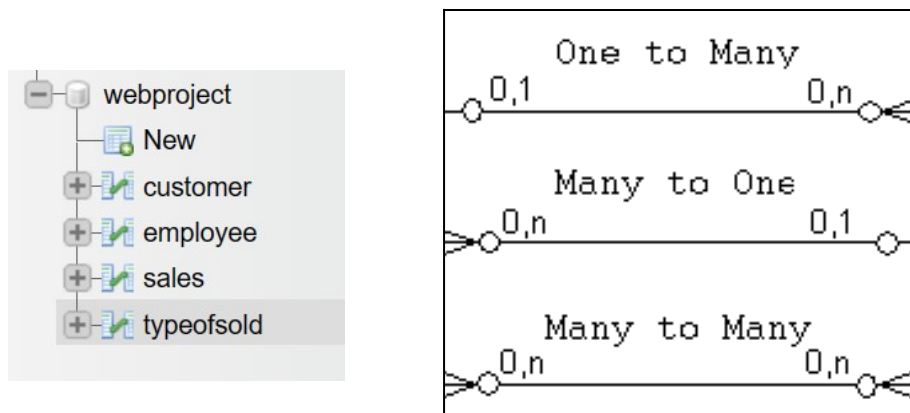 webproject
New
customer
employee
sales
typeofsold
One to Many
0,1 0,n
Many to One
0,n 0,1
Many to Many
0,n 0,n